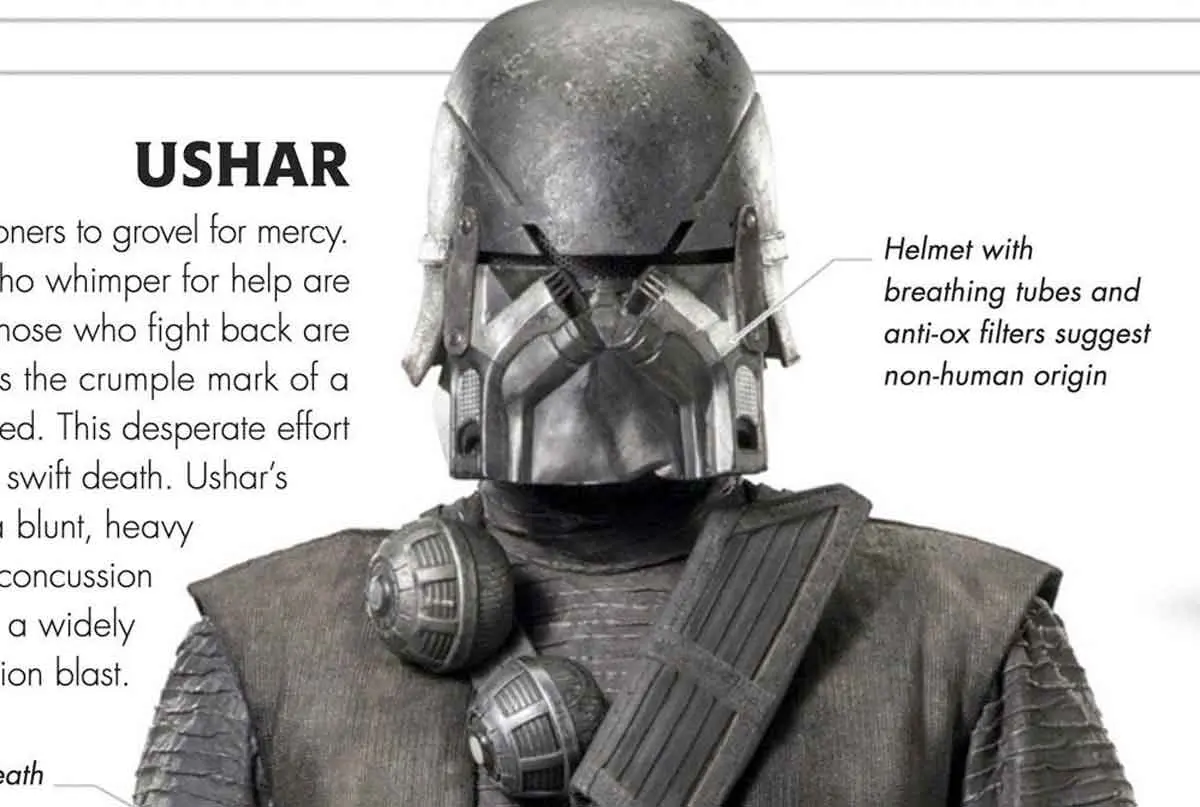 USHAR
oners to grovel for mercy.
ho whimper for help are
hose who fight back are
s the crumple mark of a
ed. This desperate effort
swift death. Ushar's
a blunt, heavy
concussion
a widely
ion blast.
Helmet with
breathing tubes and
anti-ox filters suggest
non-human origin
eath